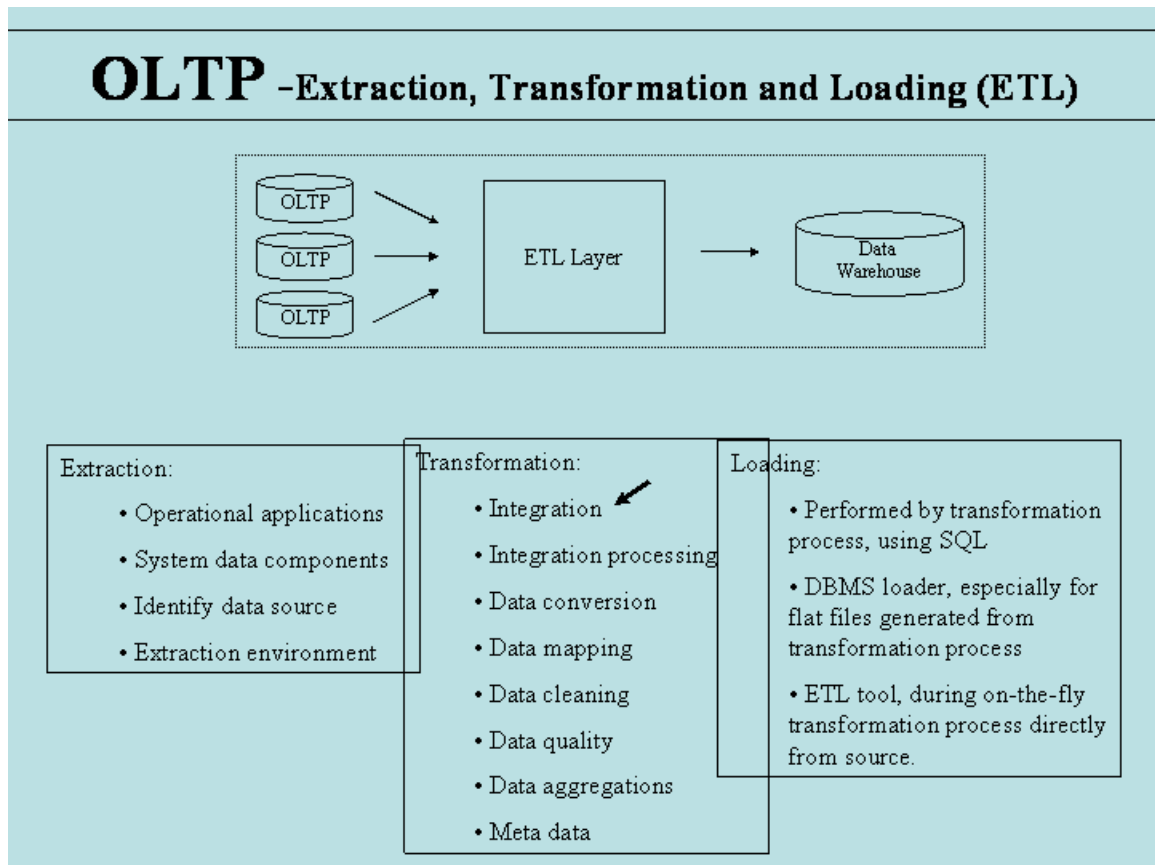 OLTP -Extraction, Transformation and Loading (ETL)
OLTP
OLTP
OLTP
ETL Layer
Data
Warehouse
Extraction:
• Operational applications
• System data components
• Identify data source
• Extraction environment
Transformation:
• Integration
• Integration processing
• Data conversion
• Data mapping
• Data cleaning
• Data quality
• Data aggregations
• Meta data
Loading:
• Performed by transformation
process, using SQL
• DBMS loader, especially for
flat files generated from
transformation process
• ETL tool, during on-the-fly
transformation process directly
from source.